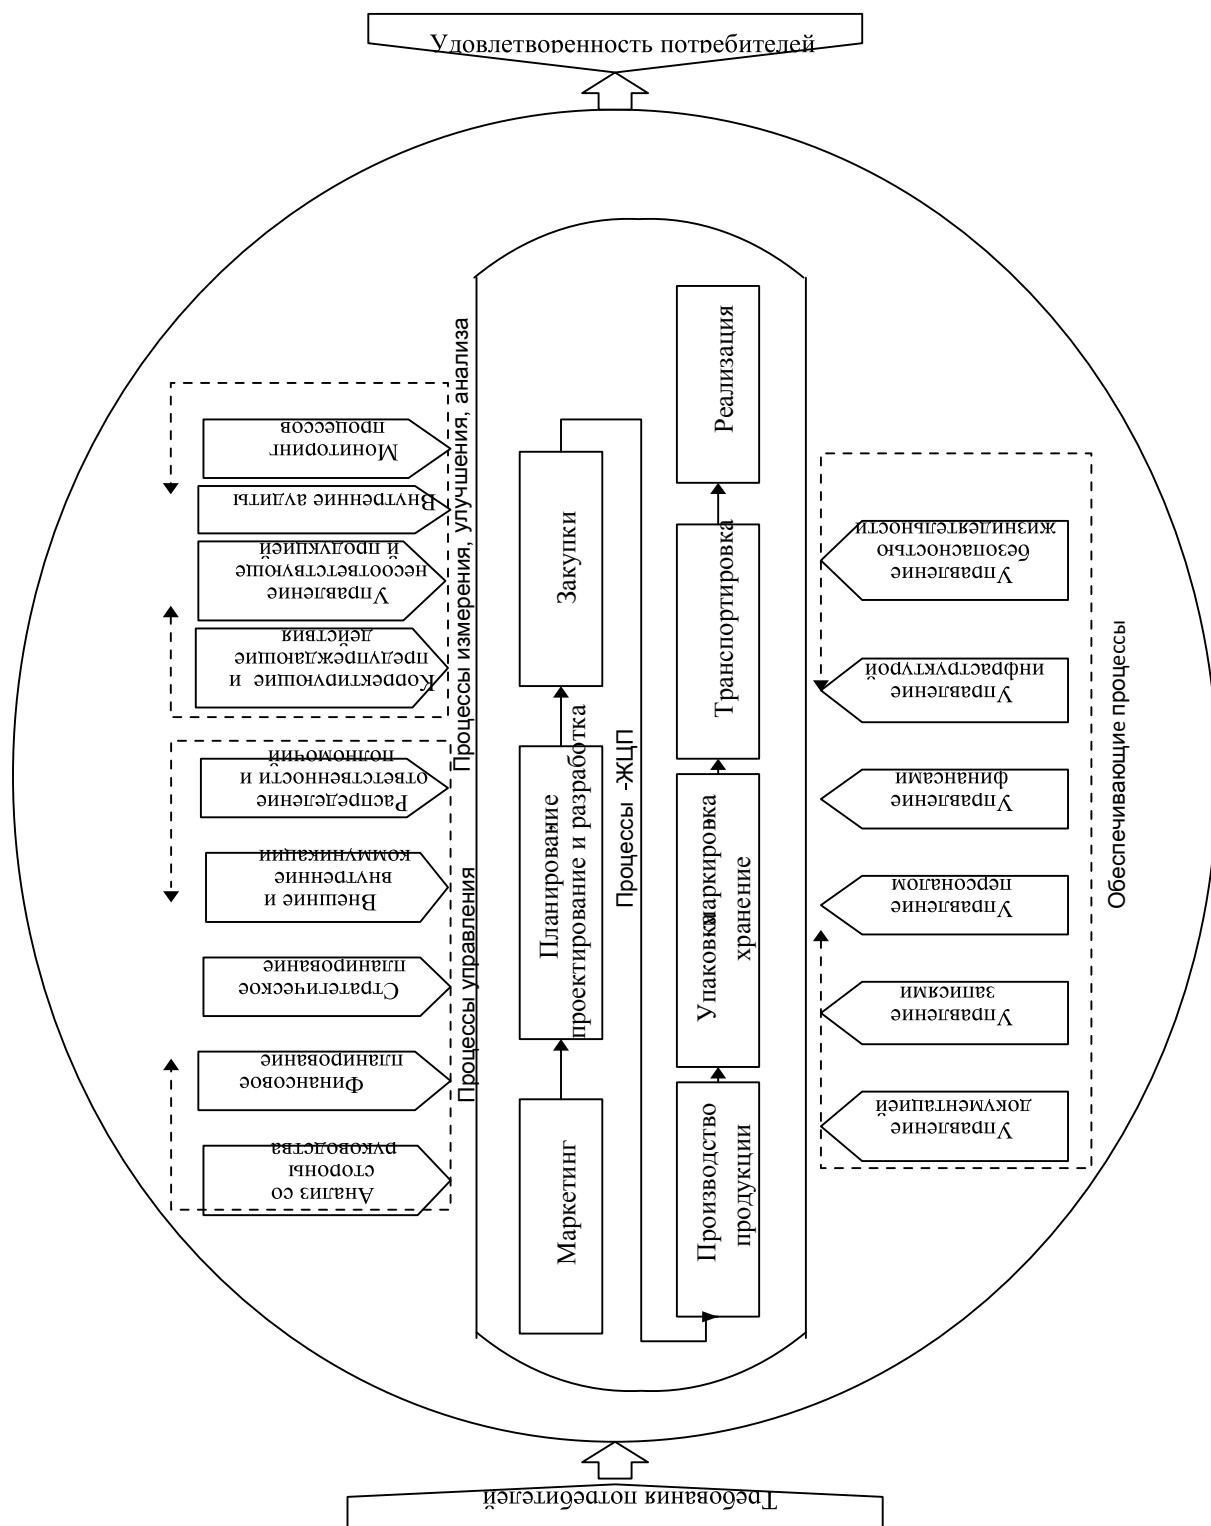 Удовлетворенность потребителей
Мониторинг
процессов
Внутренние аудиты
Управление
несоответствующе
й продукцией
Корректирующие и
предупреждающие
действия
Процессы измерения, улучшения, анализа
Распределение
ответственности и
полномочий
Внешние и
внутренние
коммуникации
Стратегическое
планирование
Финансовое
планирование
Анализ со
стороны
руководства
Процессы управления
Маркетинг
Планирование,
проектирование и разработка
Закупки
Процессы -ЖЦП
Производство
продукции
Упаковка
маркировка
хранение
Транспортировка
Реализация
Управление
безопасностью
жизнидеятельности
Управление
инфраструктурой
Управление
финансами
Управление
персоналом
Управление
записями
Управление
документацией
Обеспечивающие процессы
Требования потребителей